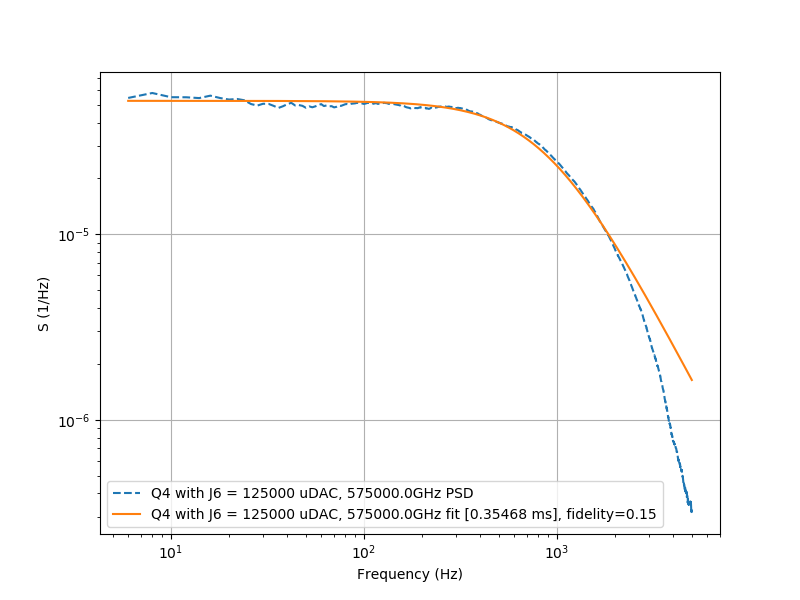 10⁻⁵
10⁻⁶
S (1/Hz)
Q4 with J6 = 125000 uDAC, 575000.0GHz PSD
Q4 with J6 = 125000 uDAC, 575000.0GHz fit [0.35468 ms], fidelity=0.15
10¹
10²
10³
Frequency (Hz)